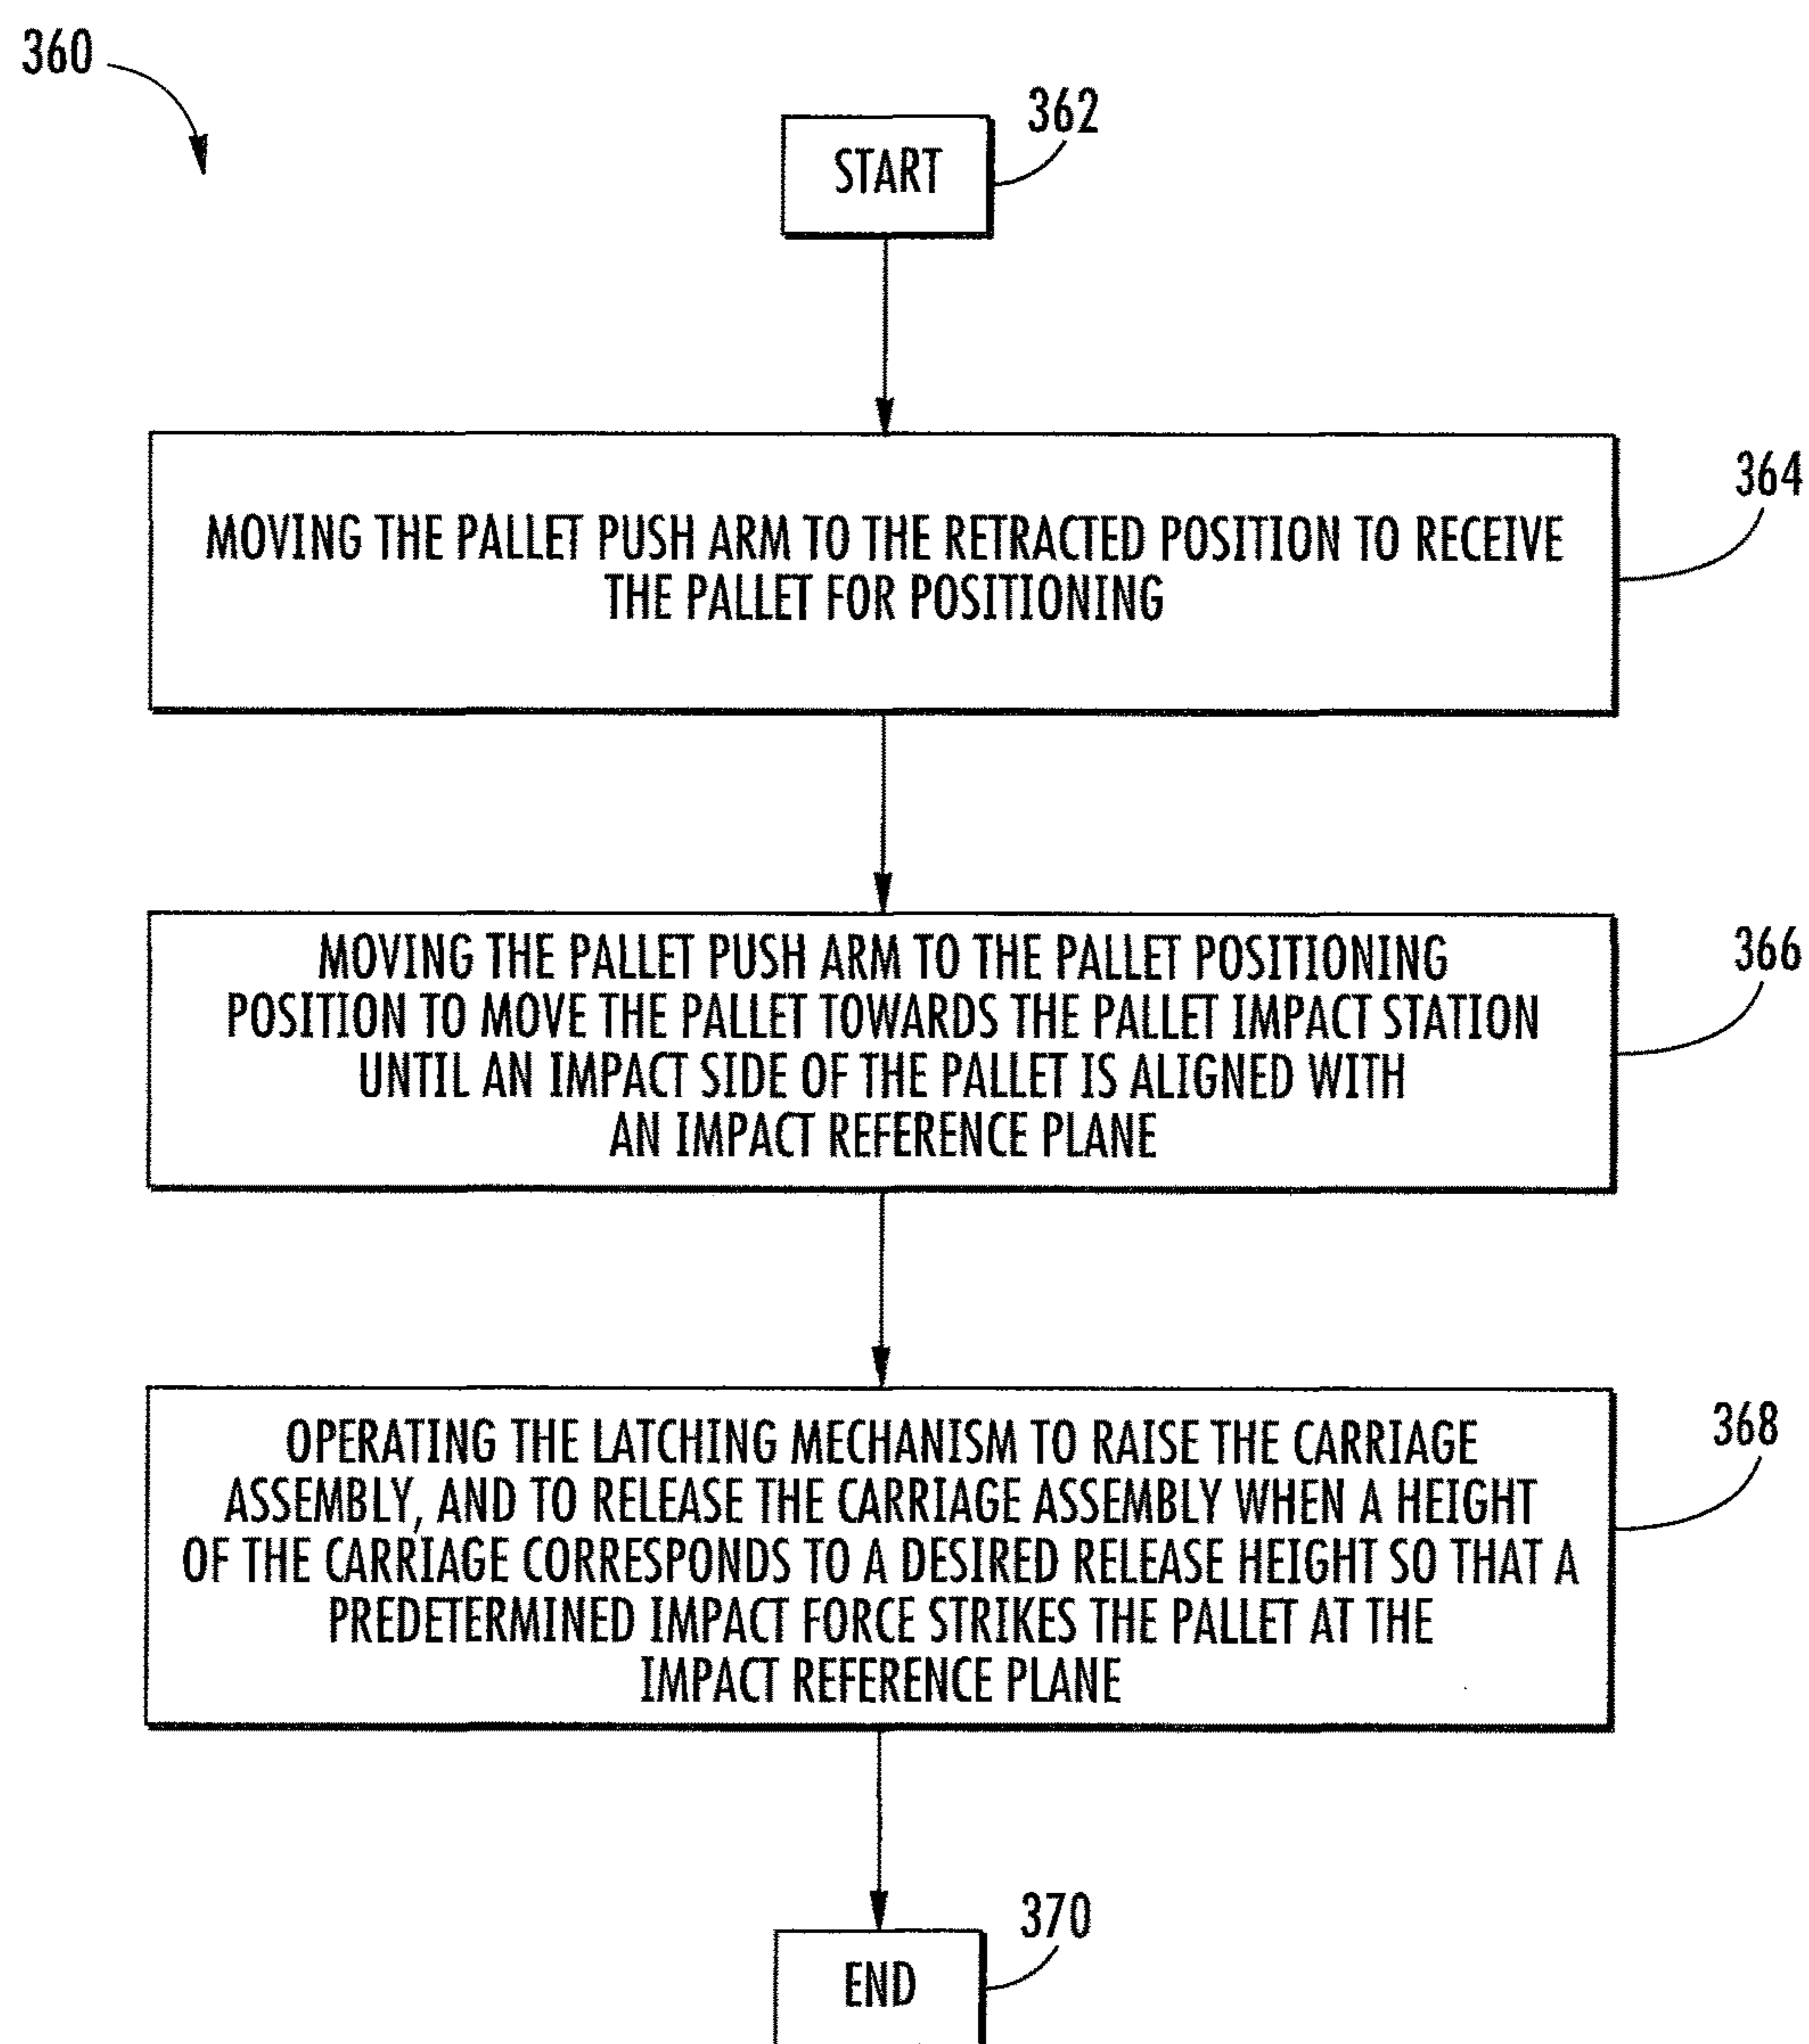 360
362
START
364
MOVING THE PALLET PUSH ARM TO THE RETRACTED POSITION TO RECEIVE
THE PALLET FOR POSITIONING
366
MOVING THE PALLET PUSH ARM TO THE PALLET POSITIONING
POSITION TO MOVE THE PALLET TOWARDS THE PALLET IMPACT STATION
UNTIL AN IMPACT SIDE OF THE PALLET IS ALIGNED WITH
AN IMPACT REFERENCE PLANE
368
OPERATING THE LATCHING MECHANISM TO RAISE THE CARRIAGE
ASSEMBLY, AND TO RELEASE THE CARRIAGE ASSEMBLY WHEN A HEIGHT
OF THE CARRIAGE CORRESPONDS TO A DESIRED RELEASE HEIGHT SO THAT A
PREDETERMINED IMPACT FORCE STRIKES THE PALLET AT THE
IMPACT REFERENCE PLANE
370
END